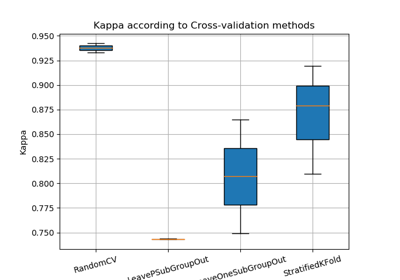 Kappa according to Cross-validation methods
0.950
0.925
0.900
0.875
0.850
0.825
0.800
0.775
0.750
Kappa
RandomCV
LeavePSubGroupOut
LeaveOneSubGroupOut
StratifiedKFold